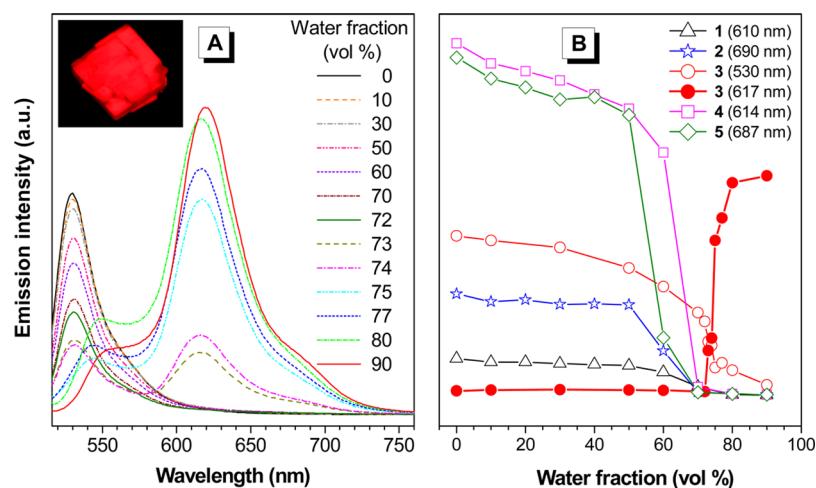 A
Water fraction
(vol %)
0
10
30
50
60
70
72
73
74
75
77
80
90
Emission intensity (a.u.)
550 600 650 700 750
Wavelength (nm)
B
1 (610 nm)
2 (690 nm)
3 (530 nm)
3 (617 nm)
4 (614 nm)
5 (687 nm)
0 20 40 60 80 100
Water fraction (vol %)